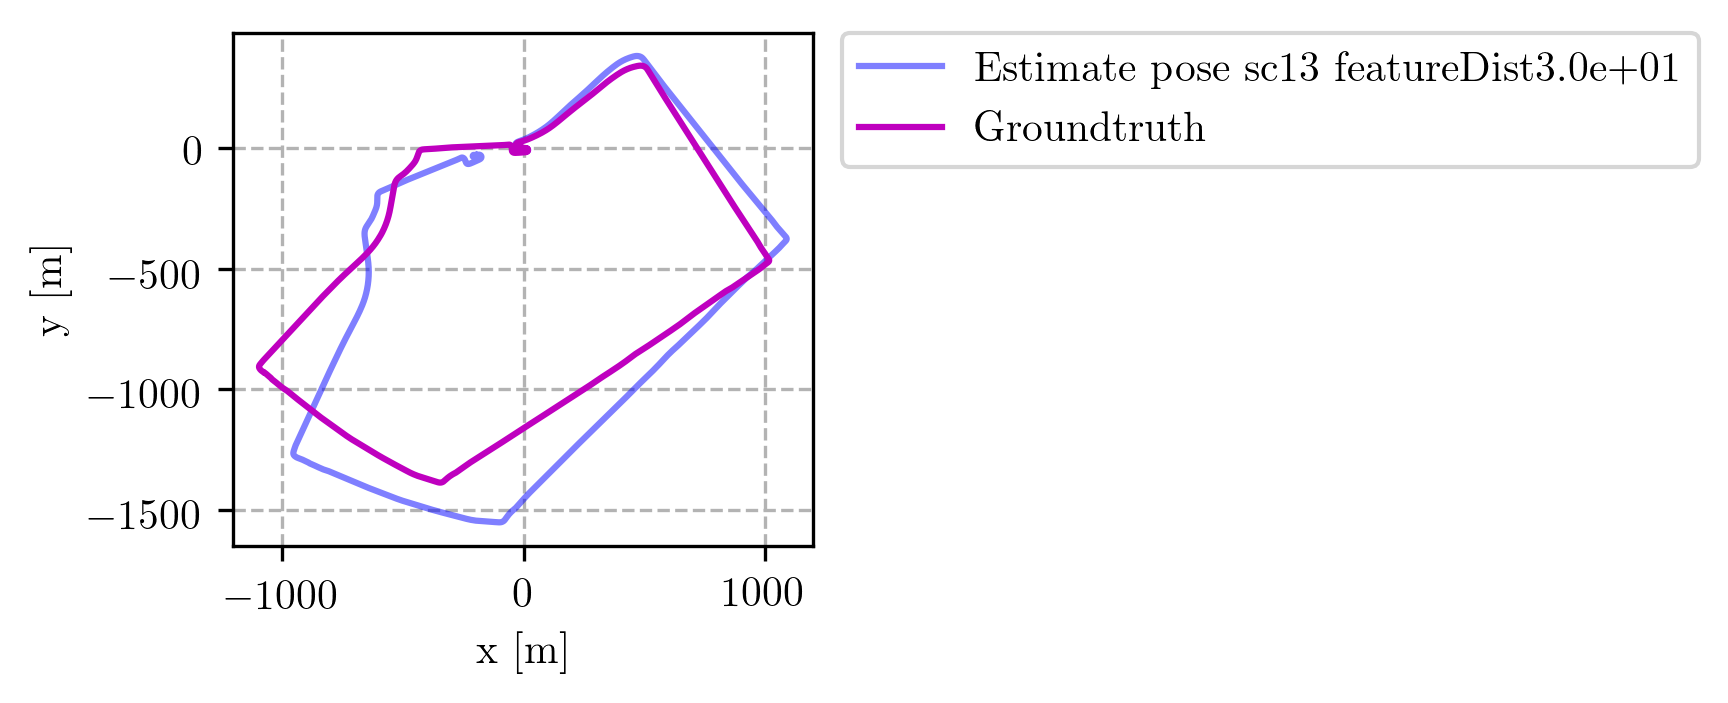 Estimate pose sc13 featureDist3.0e+01
Groundtruth
0
−500
−1000
−1500
y [m]
−1000
0
1000
x [m]